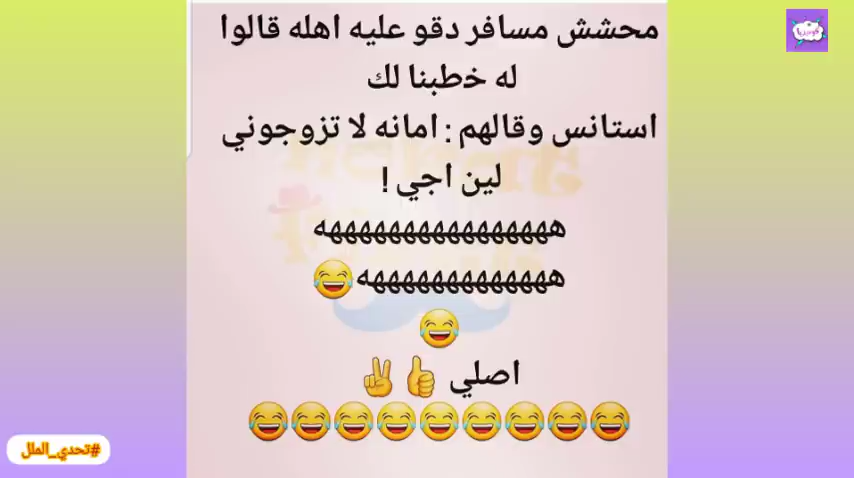 محشش مسافر دقو عليه اهله قالوا
له خطبنا لك
استانس وقالهم : امانه لا تزوجوني
لين اجي !
ههههههههههههههههههه
هههههههههههههههه😂
😂
اصلي 👍✌
😂😂😂😂😂😂😂😂😂
#تحدي_الملل